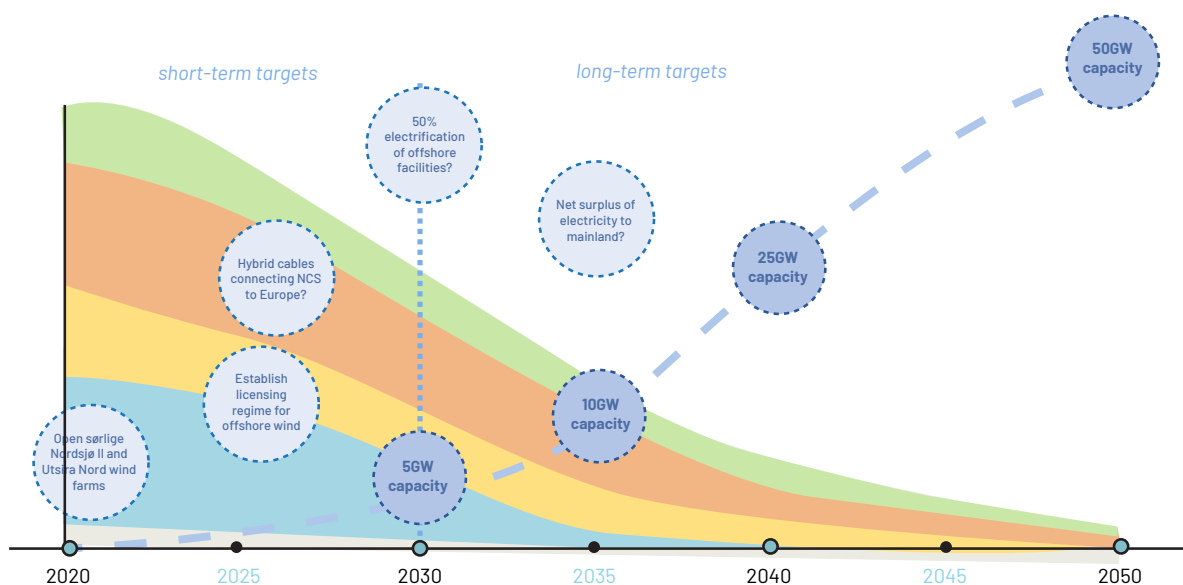 short-term targets
long-term targets
50GW
capacity
50%
electrification
of offshore
facilities?
Net surplus of
electricity to
mainland?
Hybrid cables
connecting NCS
to Europe?
25GW
capacity
Establish
licensing
regime for
offshore wind
10GW
capacity
Open sørlige
Nordsjø II and
Utsira Nord wind
farms
5GW
capacity
2020
2025
2030
2035
2040
2045
2050